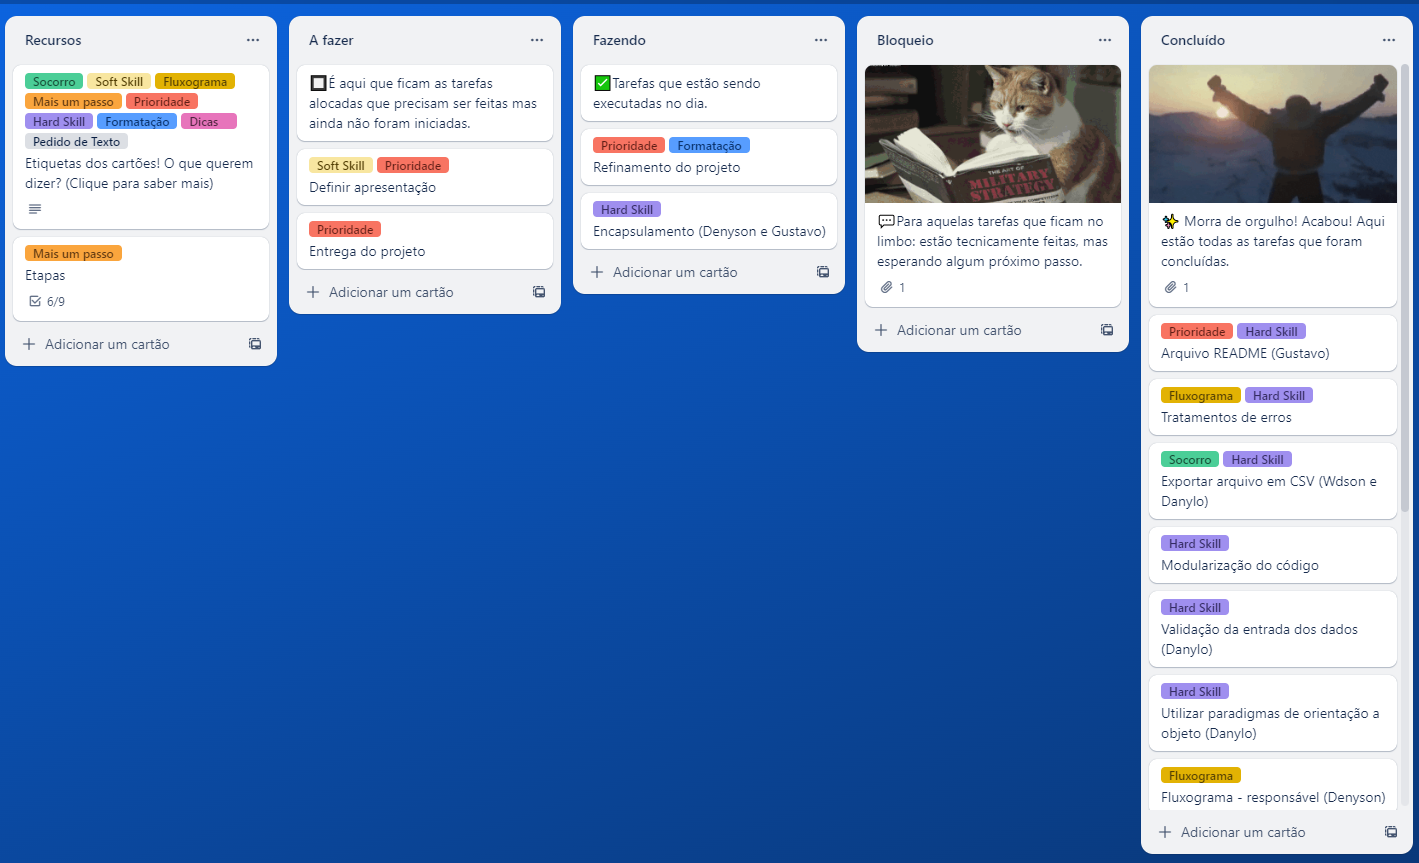 Recursos
Socorro Soft Skill Fluxograma
Mais um passo Prioridade
Hard Skill Formatação Dicas
Pedido de Texto
Etiquetas dos cartões! O que querem
dizer? (Clique para saber mais)
Mais um passo
Etapas
6/9
+ Adicionar um cartão
A fazer
🔲É aqui que ficam as tarefas
alocadas que precisam ser feitas mas
ainda não foram iniciadas.
Soft Skill Prioridade
Definir apresentação
Prioridade
Entrega do projeto
+ Adicionar um cartão
Fazendo
✅Tarefas que estão sendo
executadas no dia.
Prioridade Formatação
Refinamento do projeto
Hard Skill
Encapsulamento (Denyson e Gustavo)
+ Adicionar um cartão
Bloqueio
THE ART OF
MILITARY
STRATEGY
💬Para aquelas tarefas que ficam no
limbo: estão tecnicamente feitas, mas
esperando algum próximo passo.
1
+ Adicionar um cartão
Concluído
✨ Morra de orgulho! Acabou! Aqui
estão todas as tarefas que foram
concluídas.
1
Prioridade Hard Skill
Arquivo README (Gustavo)
Fluxograma Hard Skill
Tratamentos de erros
Socorro Hard Skill
Exportar arquivo em CSV (Wdson e
Danylo)
Hard Skill
Modularização do código
Hard Skill
Validação da entrada dos dados
(Danylo)
Hard Skill
Utilizar paradigmas de orientação a
objeto (Danylo)
Fluxograma
Fluxograma - responsável (Denyson)
+ Adicionar um cartão